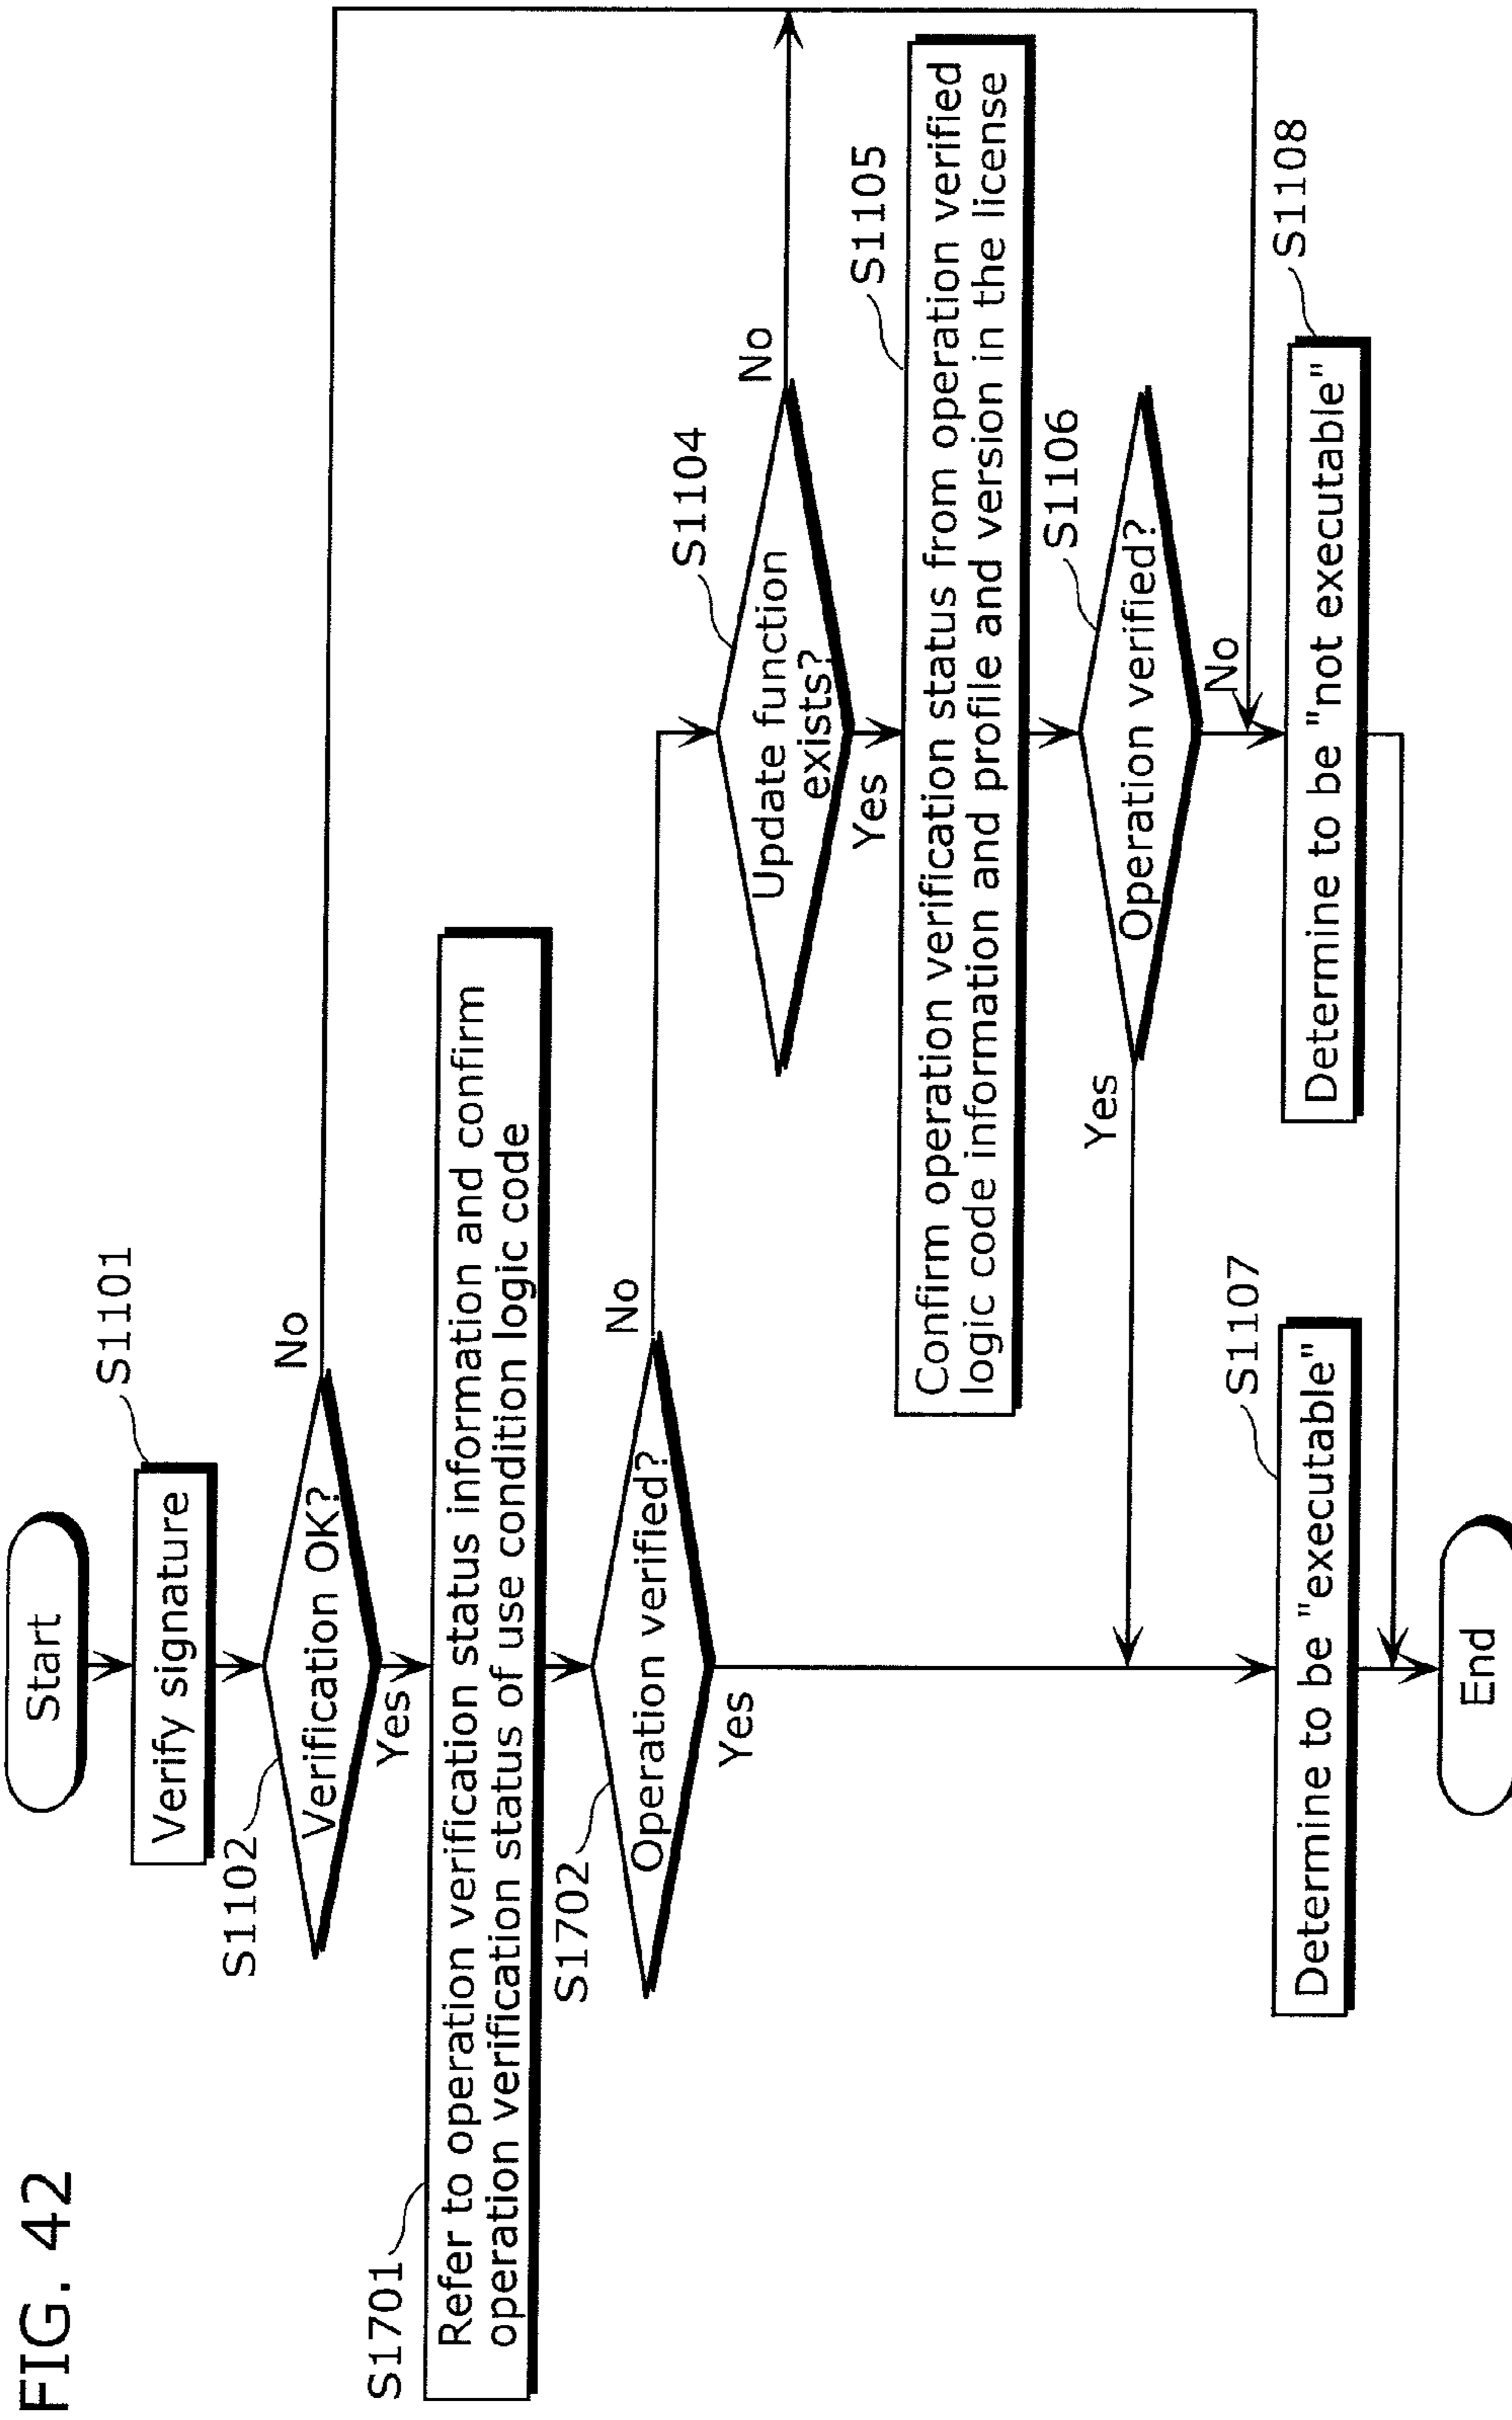 FIG. 42
Start
S1101
Verify signature
S1102
Verification OK?
No
Yes
S1701
Refer to operation verification status information and confirm
operation verification status of use condition logic code
S1702
Operation verified?
No
Yes
S1104
Update function
exists?
No
Yes
S1105
Confirm operation verification status from operation verified
logic code information and profile and version in the license
S1106
Operation verified?
Yes
No
S1107
Determine to be "executable"
S1108
Determine to be "not executable"
End